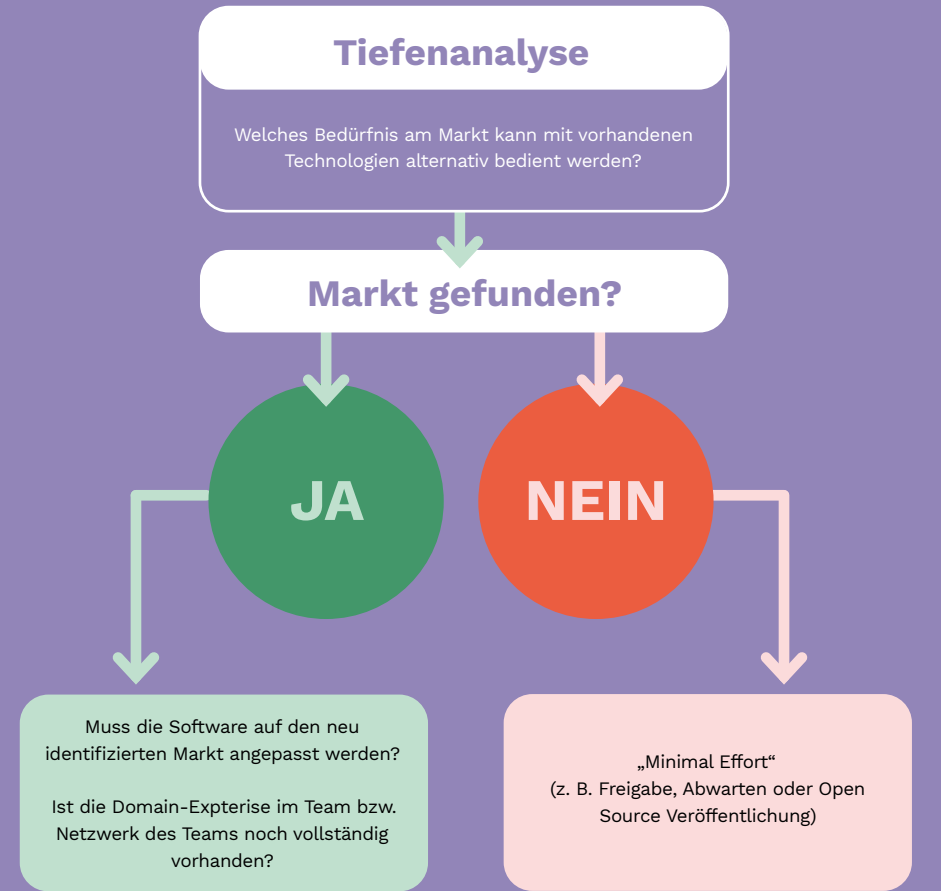 Tiefenanalyse
Welches Bedürfnis am Markt kann mit vorhandenen
Technologien alternativ bedient werden?
Markt gefunden?
JA
NEIN
Muss die Software auf den neu
identifizierten Markt angepasst werden?
Ist die Domain-Expterise im Team bzw.
Netzwerk des Teams noch vollständig
vorhanden?
„Minimal Effort“
(z. B. Freigabe, Abwarten oder Open
Source Veröffentlichung)